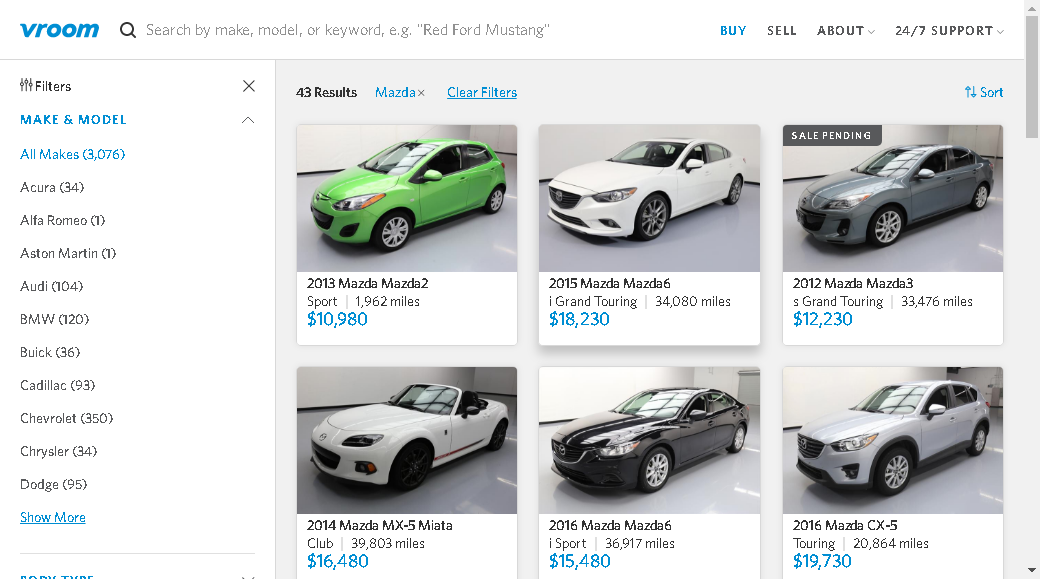 vroom
Search by make, model, or keyword, e.g. "Red Ford Mustang"
BUY
SELL
ABOUT
24/7 SUPPORT
Filters
MAKE & MODEL
All Makes (3,076)
Acura (34)
Alfa Romeo (1)
Aston Martin (1)
Audi (104)
BMW (120)
Buick (36)
Cadillac (93)
Chevrolet (350)
Chrysler (34)
Dodge (95)
Show More
BODY TYPE
43 Results
Mazda×
Clear Filters
Sort
2013 Mazda Mazda2
Sport | 1,962 miles
$10,980
2015 Mazda Mazda6
i Grand Touring | 34,080 miles
$18,230
SALE PENDING
2012 Mazda Mazda3
s Grand Touring | 33,476 miles
$12,230
2014 Mazda MX-5 Miata
Club | 39,803 miles
$16,480
2016 Mazda Mazda6
i Sport | 36,917 miles
$15,480
2016 Mazda CX-5
Touring | 20,864 miles
$19,730